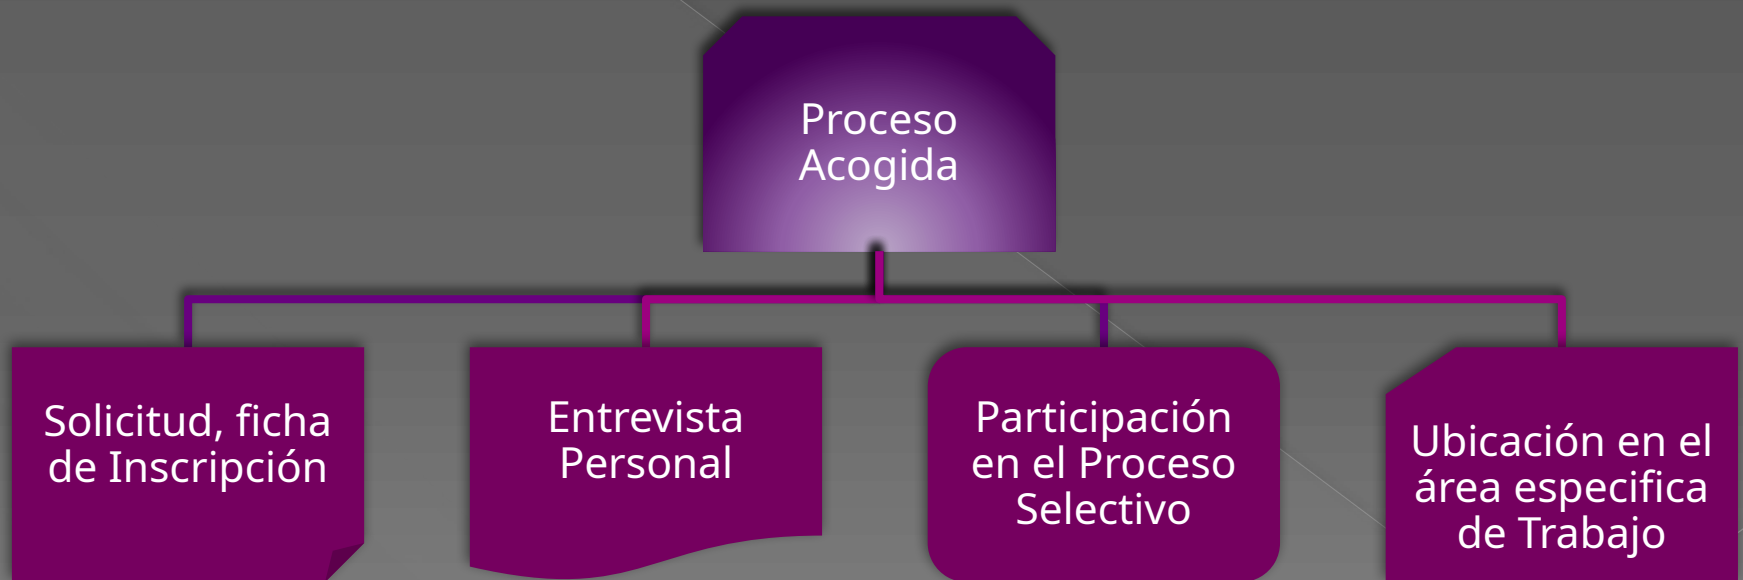 Proceso
Acogida
Solicitud, ficha
de Inscripción
Entrevista
Personal
Participación
en el Proceso
Selectivo
Ubicación en el
área especifica
de Trabajo